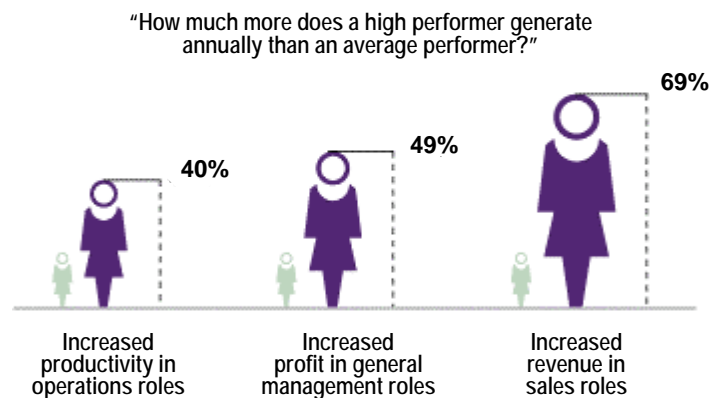 “How much more does a high performer generate
annually than an average performer?”
40%
49%
69%
Increased
productivity in
operations roles
Increased
profit in general
management roles
Increased
revenue in
sales roles